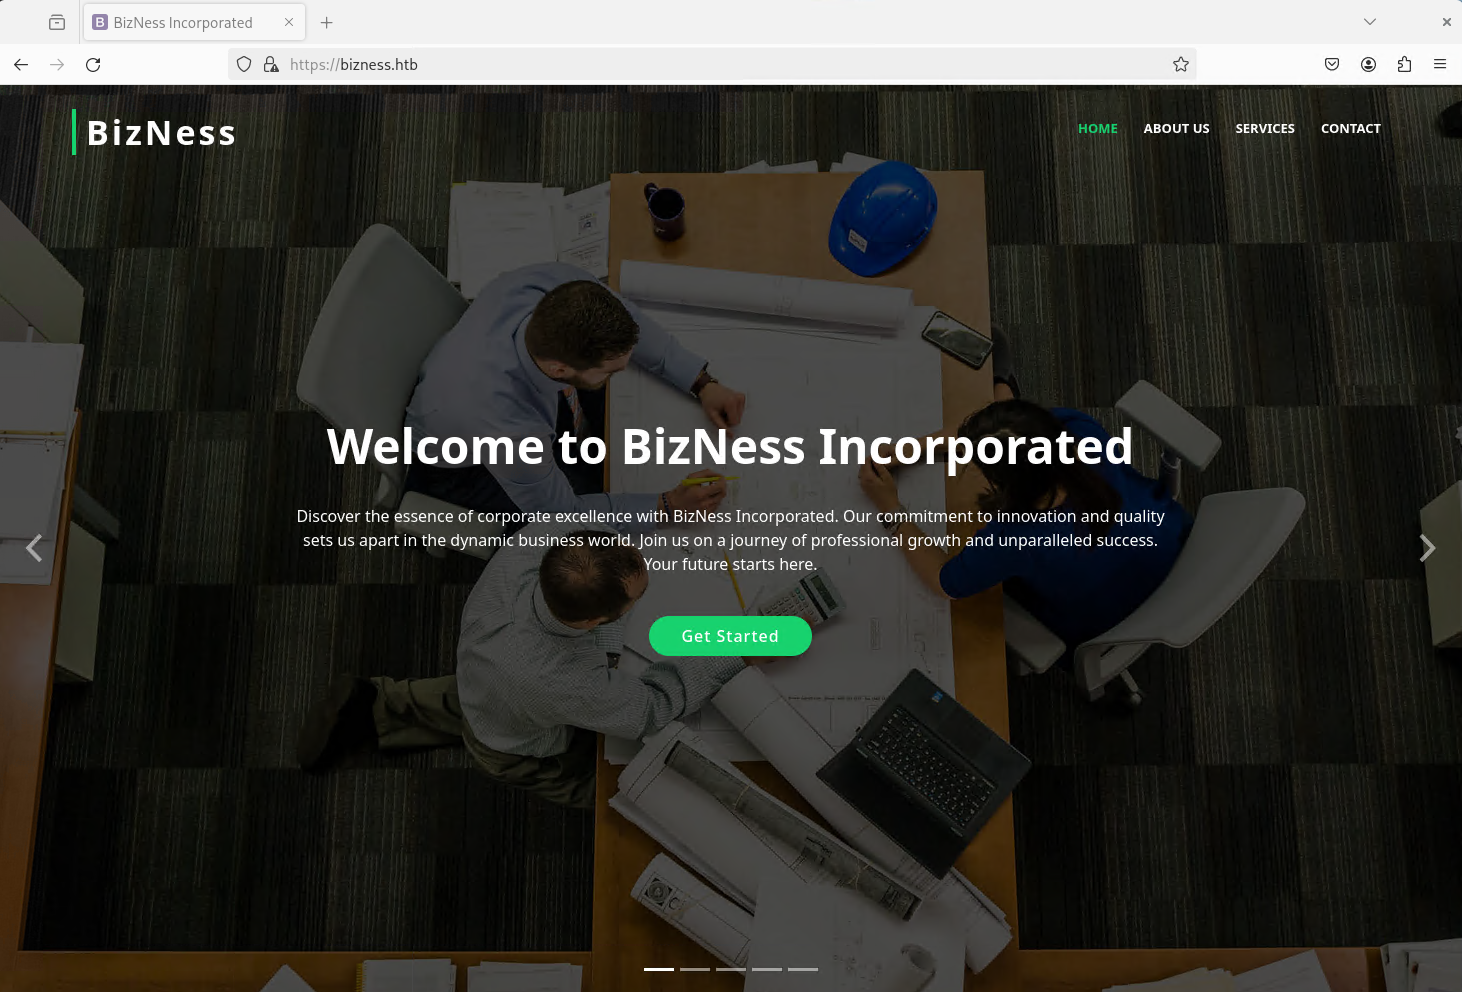 BizNess Incorporated
https://bizness.htb
BizNess
HOME ABOUT US SERVICES CONTACT
Welcome to BizNess Incorporated
Discover the essence of corporate excellence with BizNess Incorporated. Our commitment to innovation and quality
sets us apart in the dynamic business world. Join us on a journey of professional growth and unparalleled success.
Your future starts here.
Get Started